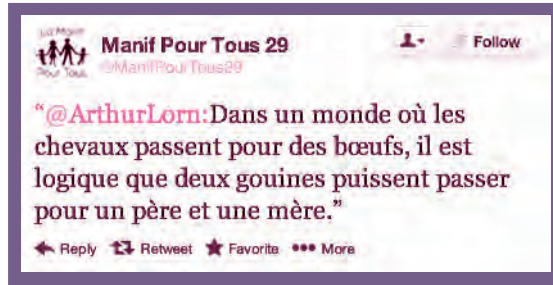 La Manif
Pour Tous
Manif Pour Tous 29
@ManifPourTous29
Follow
“@ArthurLorn:Dans un monde où les
chevaux passent pour des bœufs, il est
logique que deux gouines puissent passer
pour un père et une mère.”
Reply Retweet Favorite More